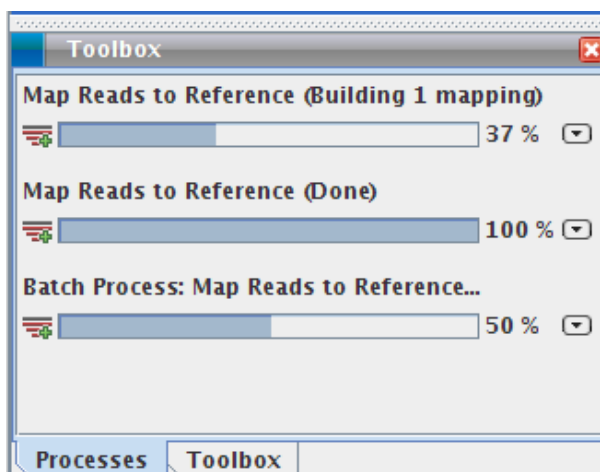 Toolbox
Map Reads to Reference (Building 1 mapping)
37 %
Map Reads to Reference (Done)
100 %
Batch Process: Map Reads to Reference...
50 %
Processes Toolbox